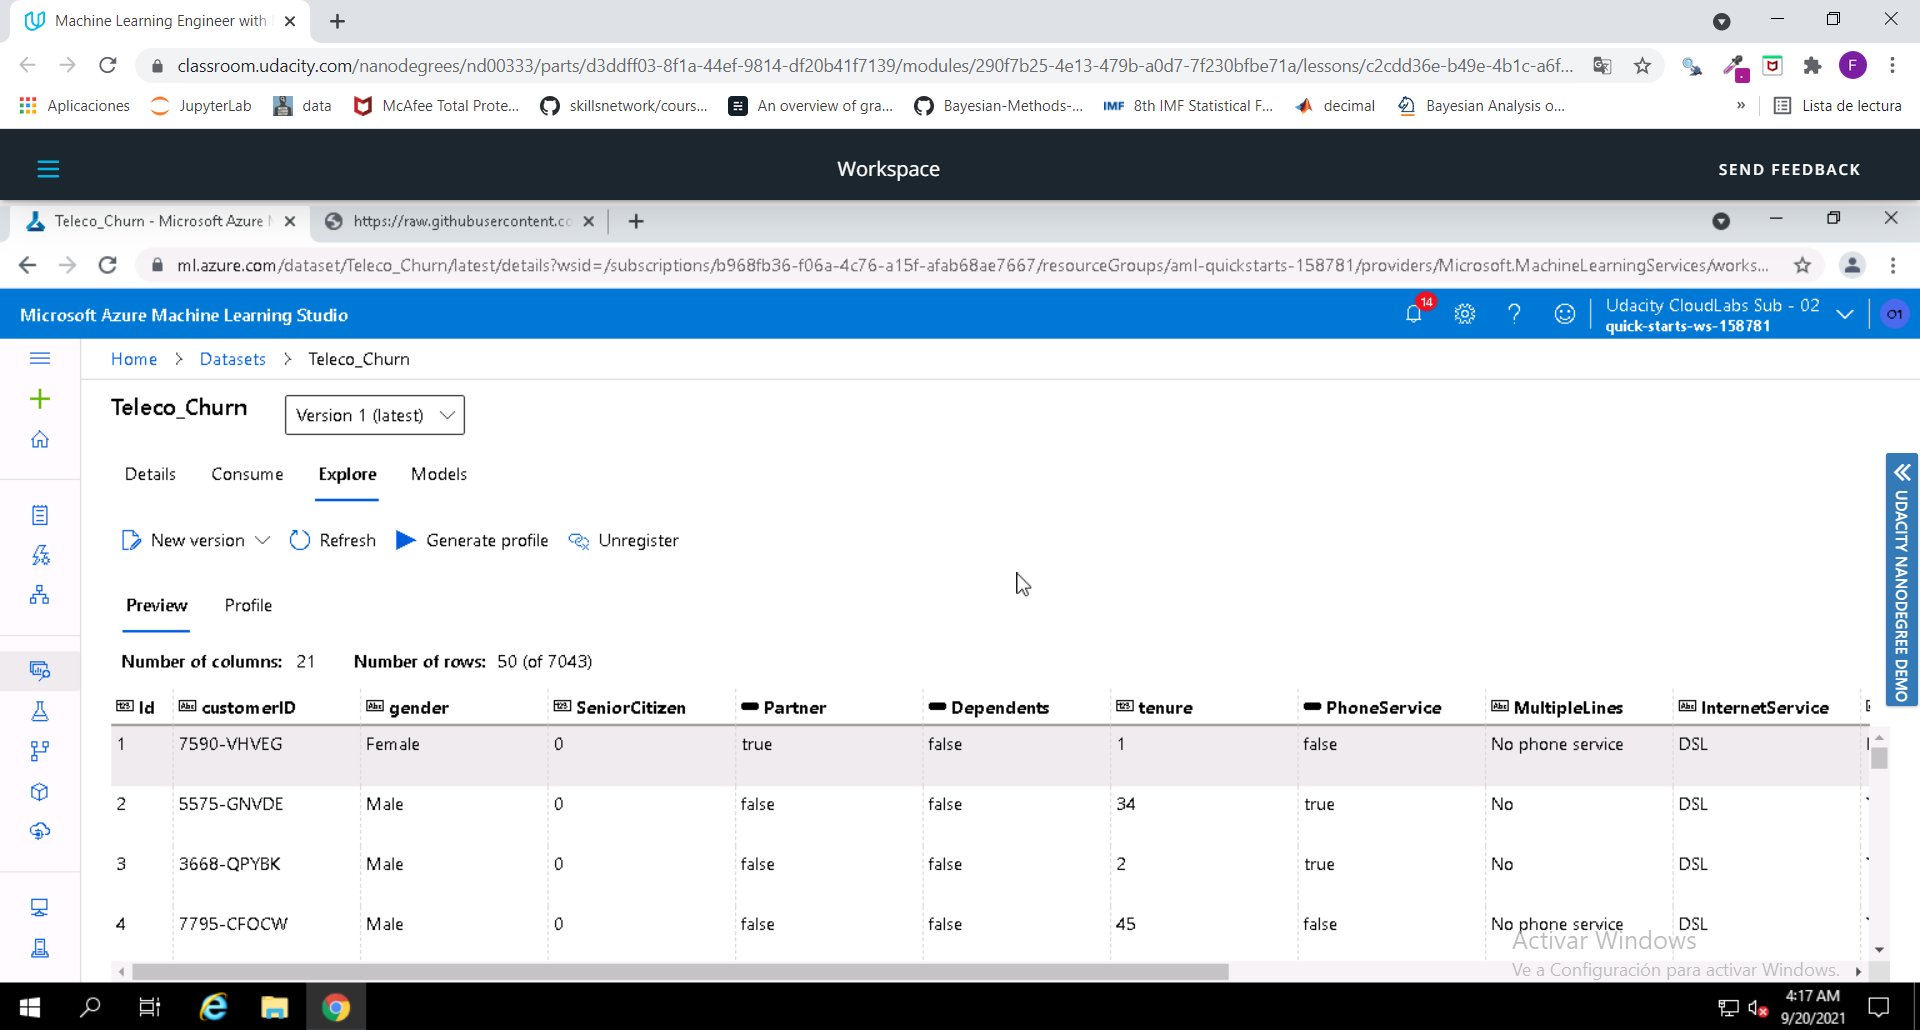 Machine Learning Engineer with
classroom.udacity.com/nanodegrees/nd00333/parts/d3ddff03-8f1a-44ef-9814-df20b41f7139/modules/290f7b25-4e13-479b-a0d7-7f230bfbe71a/lessons/c2cdd36e-b49e-4b1c-a6f...
F
Aplicaciones JupyterLab data McAfee Total Prote... skillsnetwork/cours... An overview of gra... Bayesian-Methods-... IMF 8th IMF Statistical F... decimal Bayesian Analysis o... » Lista de lectura
Workspace
SEND FEEDBACK
Teleco_Churn - Microsoft Azure https://raw.githubusercontent.co
ml.azure.com/dataset/Teleco_Churn/latest/details?wsid=/subscriptions/b968fb36-f06a-4c76-a15f-afab68ae7667/resourceGroups/aml-quickstarts-158781/providers/Microsoft.MachineLearningServices/works...
Microsoft Azure Machine Learning Studio
14
Udacity CloudLabs Sub - 02
quick-starts-ws-158781
O1
Home > Datasets > Teleco_Churn
Teleco_Churn
Version 1 (latest)
Details Consume Explore Models
New version Refresh Generate profile Unregister
UDACITY NANODEGREE DEMO
Preview Profile
Number of columns: 21 Number of rows: 50 (of 7043)
Id customerID gender SeniorCitizen Partner Dependents tenure PhoneService MultipleLines InternetService
1 7590-VHVEG Female 0 true false 1 false No phone service DSL
2 5575-GNVDE Male 0 false false 34 true No DSL
3 3668-QPYBK Male 0 false false 2 true No DSL
4 7795-CFOCW Male 0 false false 45 false No phone service DSL
Activar Windows
Ve a Configuración para activar Windows.
4:17 AM
9/20/2021